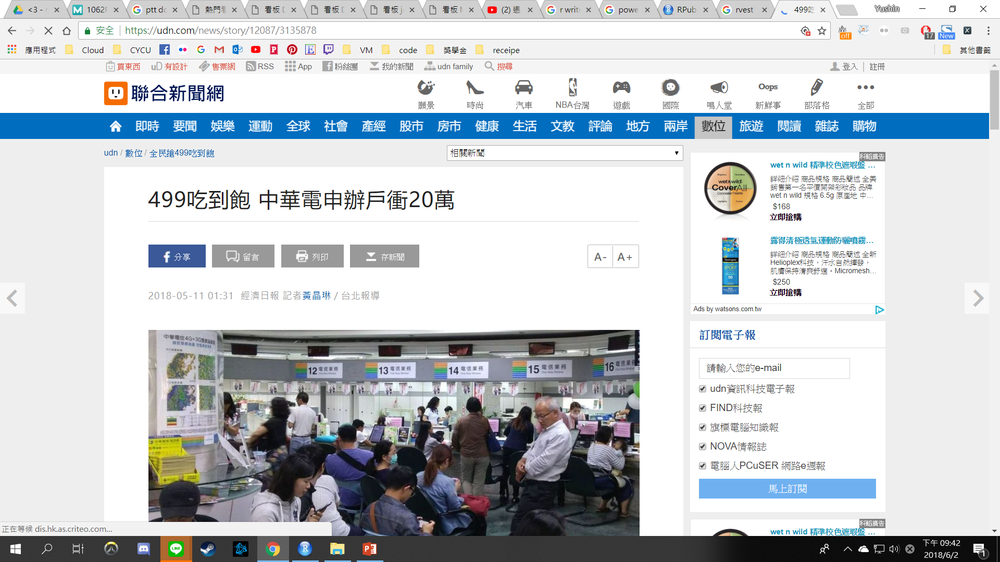 <3 -
1062
ptt d
熱門看
看板
看板
看板 j
看板
(2) 週
r write
powe
RPub
rvest
499吃
Yushin
安全
https://udn.com/news/story/12087/3135878
off
17
New
應用程式
Cloud
CYCU
VM
code
獎學金
receipe
其他書籤
買東西
uD有設計
售票網
RSS
App
粉絲團
我的新聞
udn family
搜尋
登入
註冊
聯合新聞網
願景
時尚
汽車
NBA台灣
遊戲
國際
鳴人堂
Oops
新鮮事
部落格
全部
即時 要聞 娛樂 運動 全球 社會 產經 股市 房市 健康 生活 文教 評論 地方 兩岸 數位 旅遊 閱讀 雜誌 購物
udn / 數位 / 全民搶499吃到飽
相關新聞
499吃到飽 中華電申辦戶衝20萬
分享
留言
列印
存新聞
A-
A+
2018-05-11 01:31 經濟日報 記者黃晶琳／台北報導
中華電信4G+3G
12 電信業務
13 電信業務
14 電信業務
15 電信業務
16 電信業務
科韜廣告
wet n wild 精準校色遮瑕盤 ...
詳細介紹 商品規格 商品簡述 全美
銷售第一名平價開架彩妝品 品牌
wet n wild 規格 6.5g 原產地 中...
$168
立即搶購
wet n wild
CoverAll
Concealer Palette
露得清極透氣運動防曬噴霧...
詳細介紹 商品規格 商品簡述 全新
Helioplex科技，汗水自然揮發，
肌膚保持清爽舒適。Micromesh...
$250
立即搶購
SPORT
50
Ads by watsons.com.tw
訂閱電子報
請輸入您的e-mail
udn資訊科技電子報
FIND科技報
旗標電腦知識報
NOVA情報誌
電腦人PCuSER 網路e週報
馬上訂閱
科韜廣告
wet n wild 精準校色遮瑕盤 ...
正在等候 dis.hk.as.criteo.com...
LINE
下午 09:42
2018/6/2
1